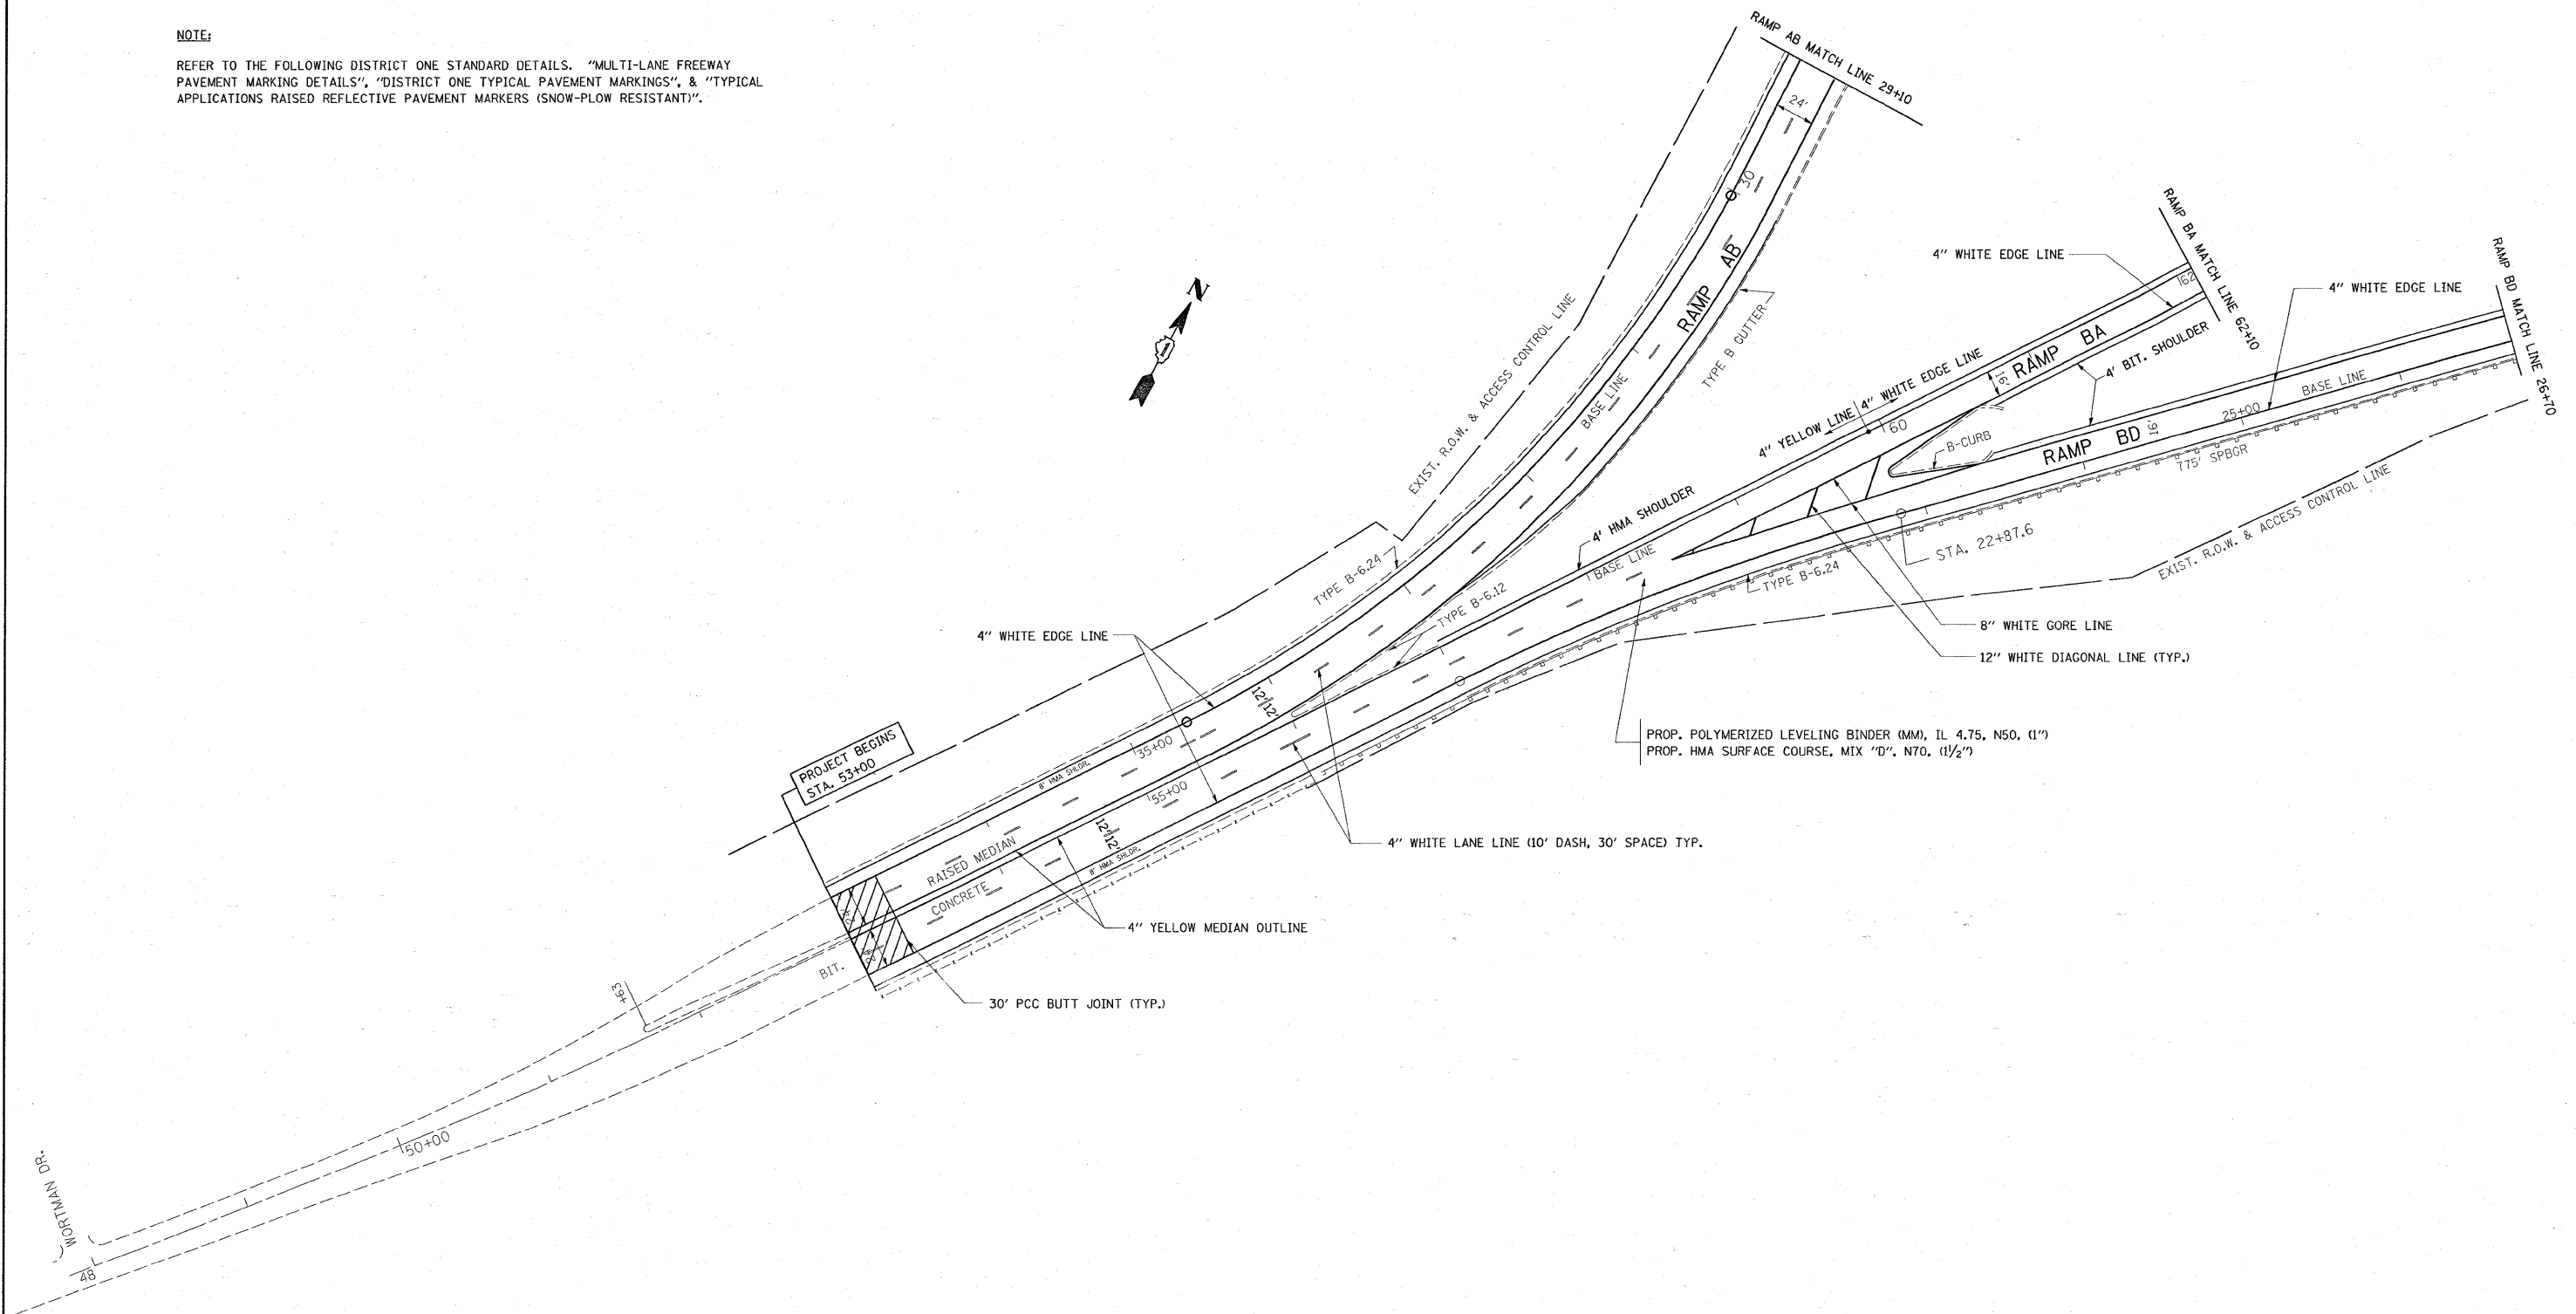 NOTE:
REFER TO THE FOLLOWING DISTRICT ONE STANDARD DETAILS. "MULTI-LANE FREEWAY
PAVEMENT MARKING DETAILS", "DISTRICT ONE TYPICAL PAVEMENT MARKINGS", & "TYPICAL
APPLICATIONS RAISED REFLECTIVE PAVEMENT MARKERS (SNOW-PLOW RESISTANT)".
RAMP AB MATCH LINE 29+10
24'
30
RAMP AB
BASE LINE
TYPE B GUTTER
EXIST. R.O.W. & ACCESS CONTROL LINE
N
1
RAMP BA MATCH LINE 62+10
62
4" WHITE EDGE LINE
RAMP BD MATCH LINE 26+70
4" WHITE EDGE LINE
RAMP BA
16'
4' BIT. SHOULDER
4" YELLOW LINE
4" WHITE EDGE LINE
60
B-CURB
RAMP BD
16'
25+00
BASE LINE
775' SPBGR
EXIST. R.O.W. & ACCESS CONTROL LINE
STA. 22+87.6
4' HMA SHOULDER
BASE LINE
TYPE B-6.24
TYPE B-6.24
TYPE B-6.12
8" WHITE GORE LINE
12" WHITE DIAGONAL LINE (TYP.)
4" WHITE EDGE LINE
12' 12'
PROP. POLYMERIZED LEVELING BINDER (MM), IL 4.75, N50, (1")
PROP. HMA SURFACE COURSE, MIX "D", N70, (1 1/2")
PROJECT BEGINS
STA. 53+00
35+00
8' HMA SHLDR.
55+00
12' 12'
8' HMA SHLDR.
4" WHITE LANE LINE (10' DASH, 30' SPACE) TYP.
RAISED MEDIAN
CONCRETE
4" YELLOW MEDIAN OUTLINE
24'
24'
BIT.
30' PCC BUTT JOINT (TYP.)
+63
50+00
WORTMAN DR.
48